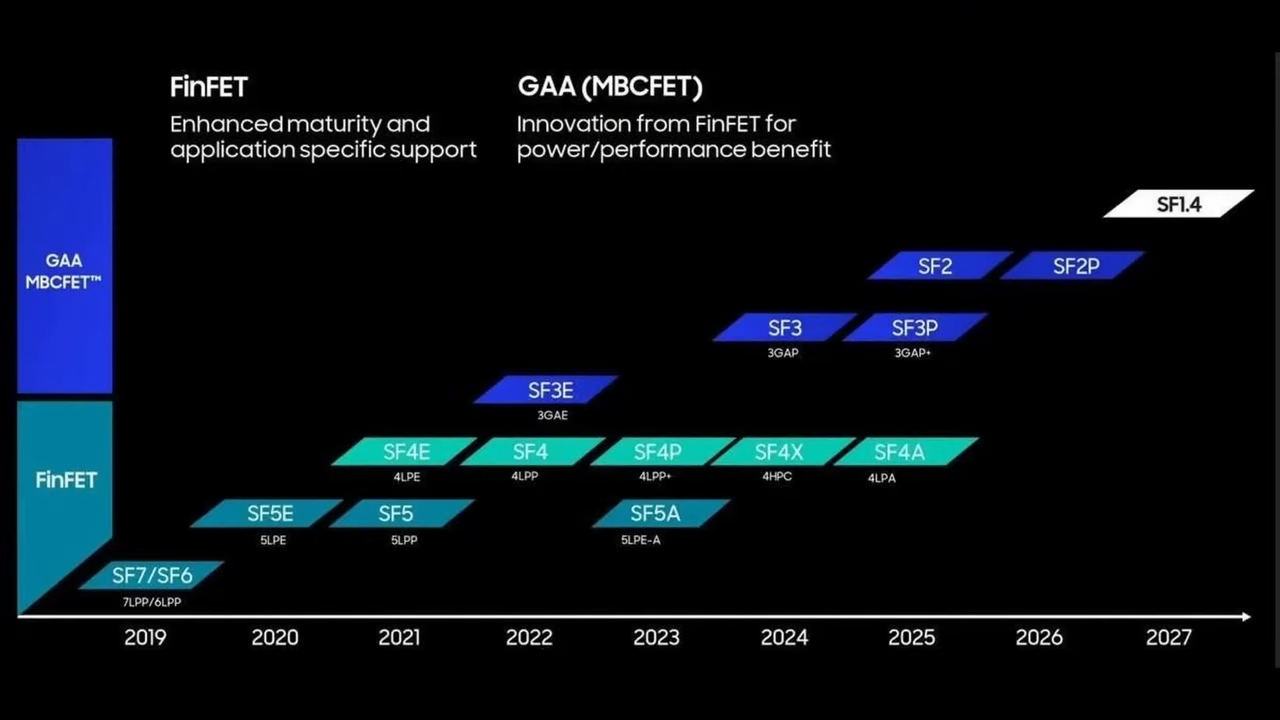 FinFET
Enhanced maturity and
application specific support
GAA (MBCFET)
Innovation from FinFET for
power/performance benefit
GAA
MBCFET™
FinFET
SF1.4
SF2
SF2P
SF3
3GAP
SF3P
3GAP+
SF3E
3GAE
SF4E
4LPE
SF4
4LPP
SF4P
4LPP+
SF4X
4HPC
SF4A
4LPA
SF5E
5LPE
SF5
5LPP
SF5A
5LPE-A
SF7/SF6
7LPP/6LPP
2019
2020
2021
2022
2023
2024
2025
2026
2027